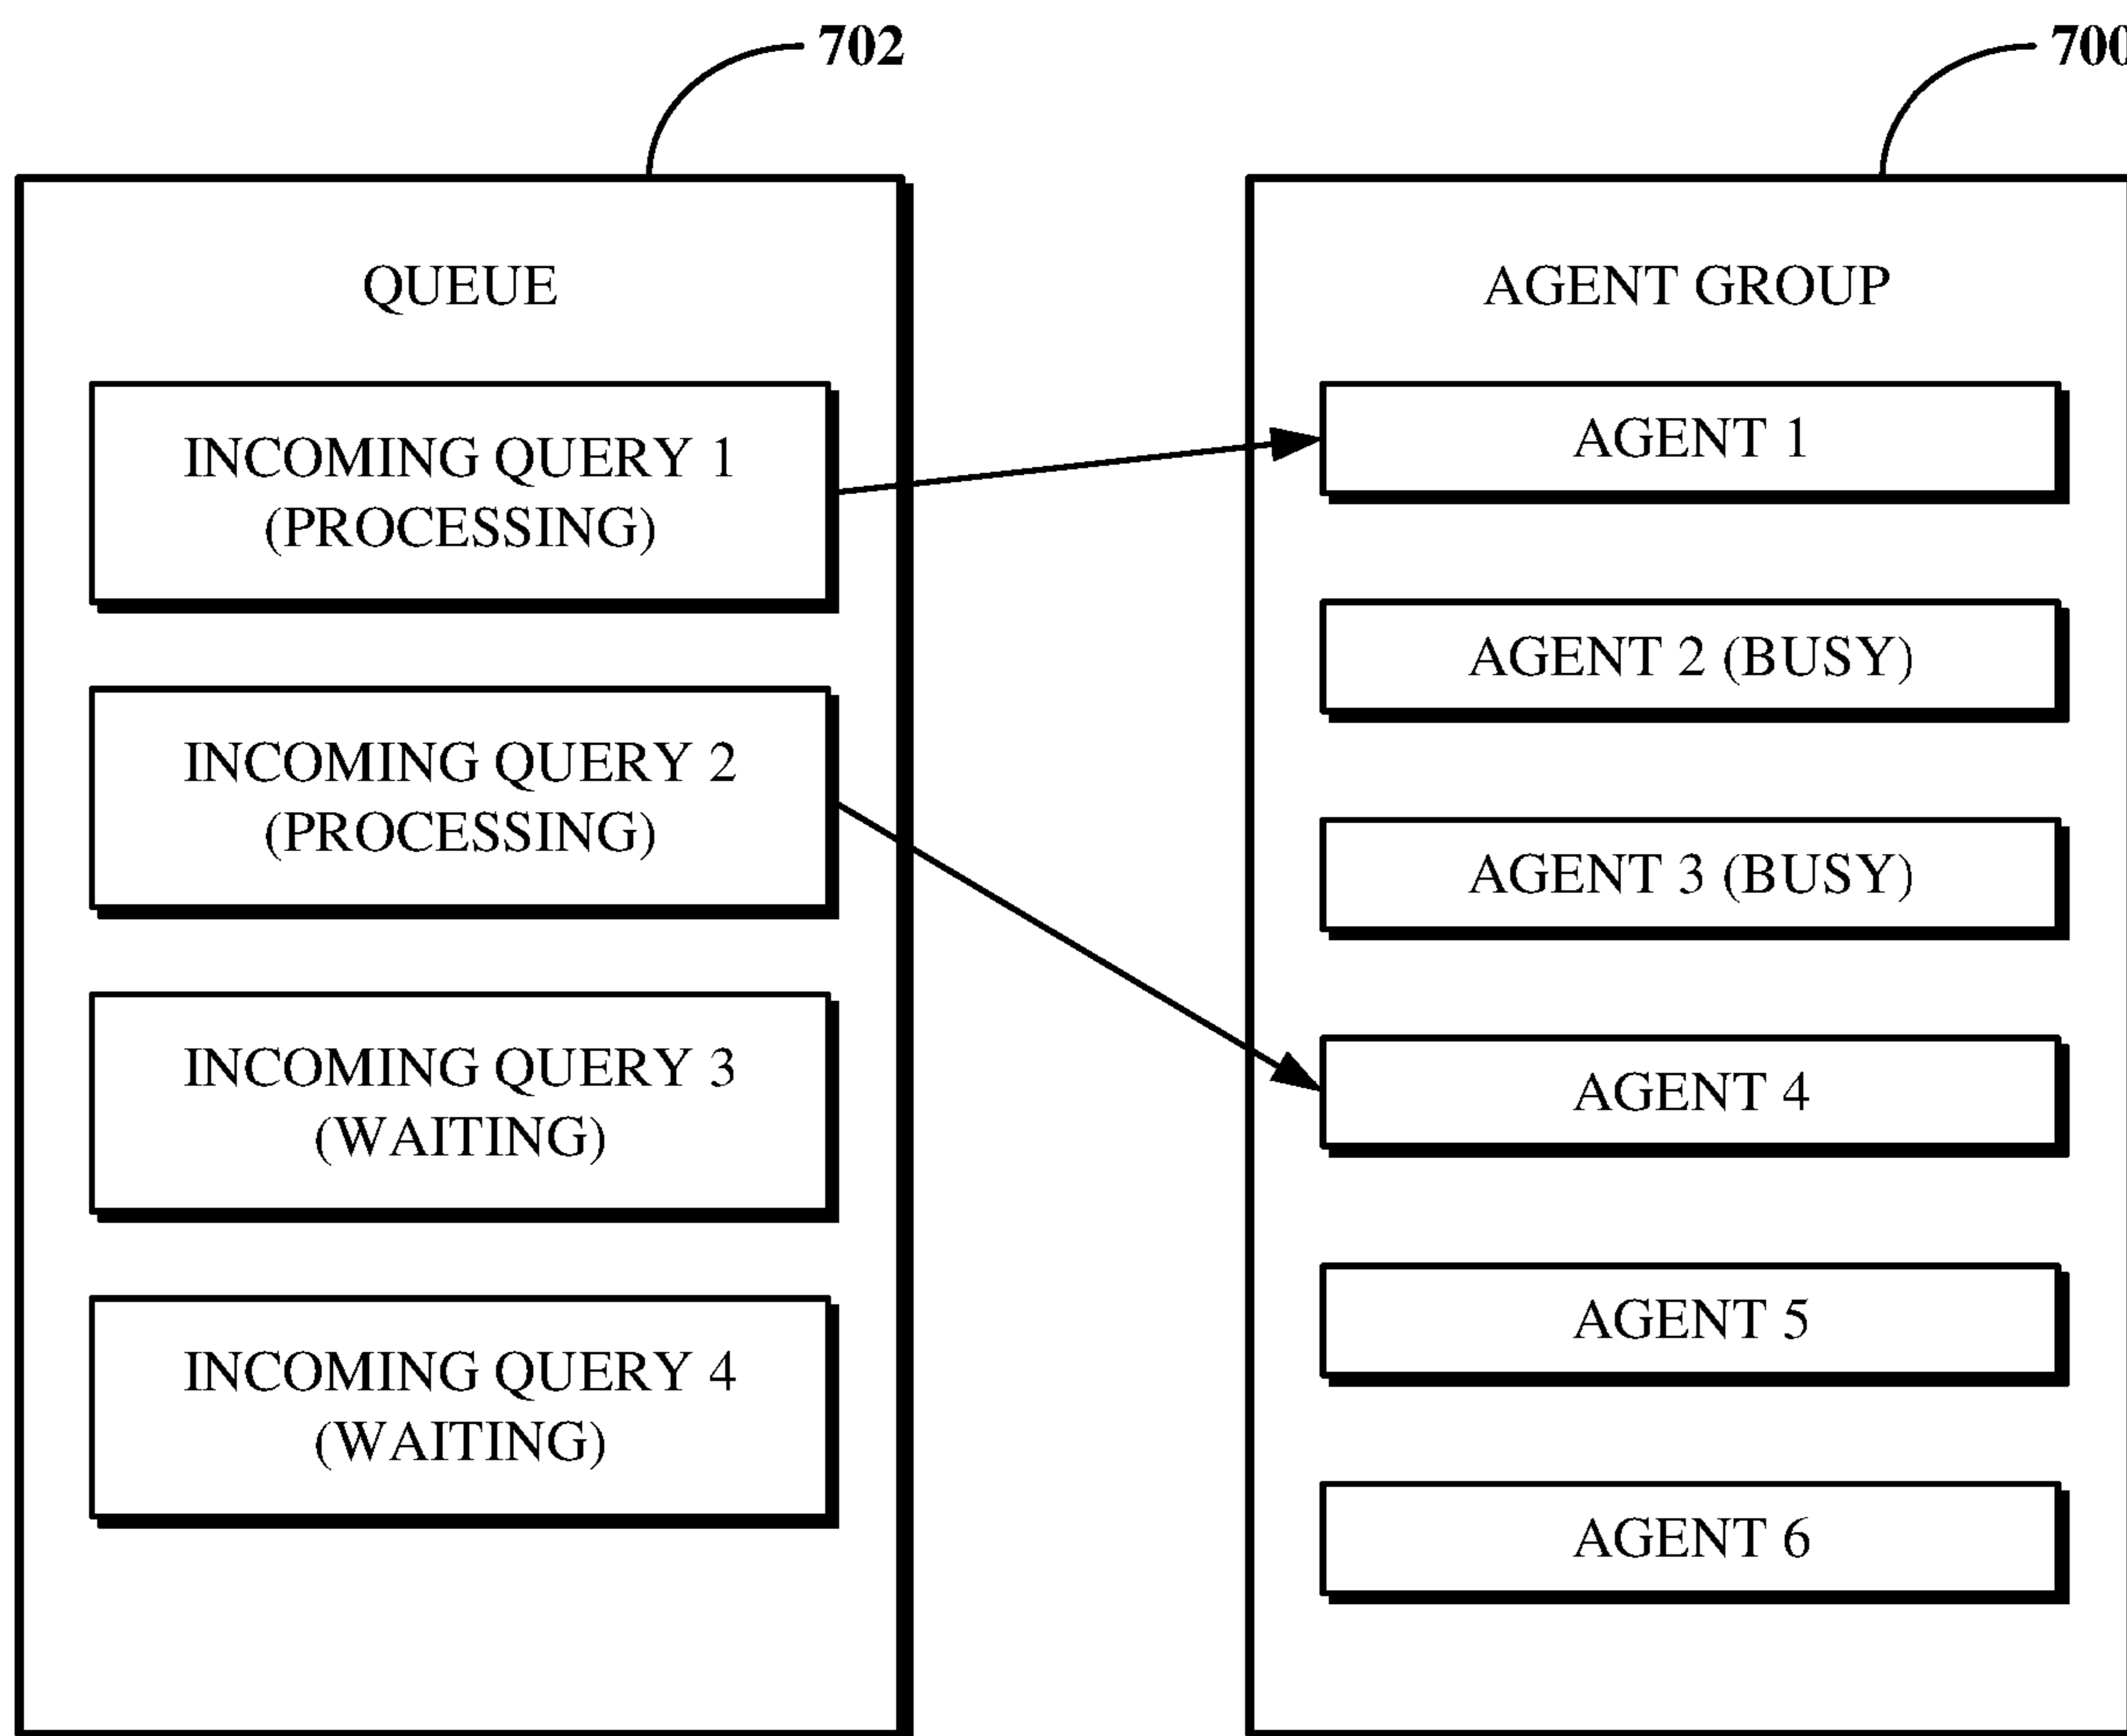 702
700
QUEUE
INCOMING QUERY 1
(PROCESSING)
INCOMING QUERY 2
(PROCESSING)
INCOMING QUERY 3
(WAITING)
INCOMING QUERY 4
(WAITING)
AGENT GROUP
AGENT 1
AGENT 2 (BUSY)
AGENT 3 (BUSY)
AGENT 4
AGENT 5
AGENT 6